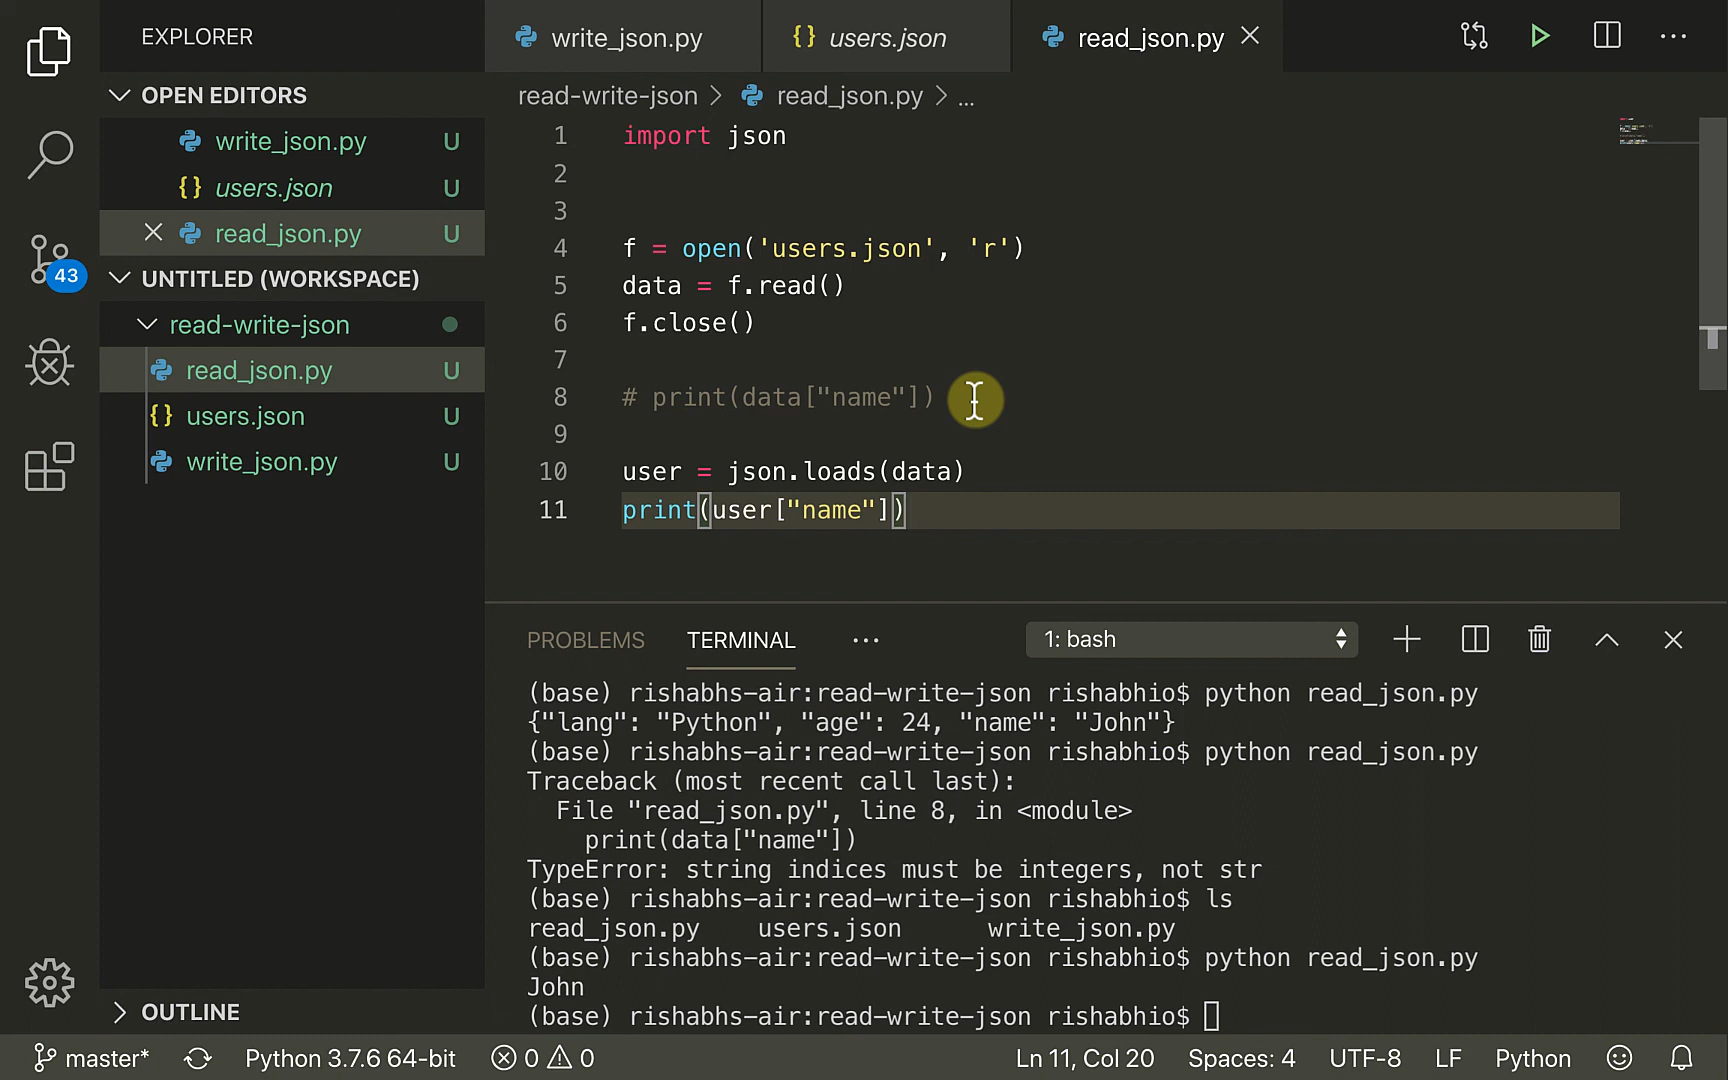 EXPLORER
OPEN EDITORS
write_json.py U
{} users.json U
read_json.py U
43
UNTITLED (WORKSPACE)
read-write-json
read_json.py U
{} users.json U
write_json.py U
OUTLINE
write_json.py {} users.json read_json.py
read-write-json > read_json.py > ...
1 import json
2
3
4 f = open('users.json', 'r')
5 data = f.read()
6 f.close()
7
8 # print(data["name"])
9
10 user = json.loads(data)
11 print(user["name"])
PROBLEMS TERMINAL ... 1: bash
(base) rishabhs-air:read-write-json rishabhio$ python read_json.py
{"lang": "Python", "age": 24, "name": "John"}
(base) rishabhs-air:read-write-json rishabhio$ python read_json.py
Traceback (most recent call last):
File "read_json.py", line 8, in <module>
print(data["name"])
TypeError: string indices must be integers, not str
(base) rishabhs-air:read-write-json rishabhio$ ls
read_json.py users.json write_json.py
(base) rishabhs-air:read-write-json rishabhio$ python read_json.py
John
(base) rishabhs-air:read-write-json rishabhio$
master* Python 3.7.6 64-bit 0 0 Ln 11, Col 20 Spaces: 4 UTF-8 LF Python